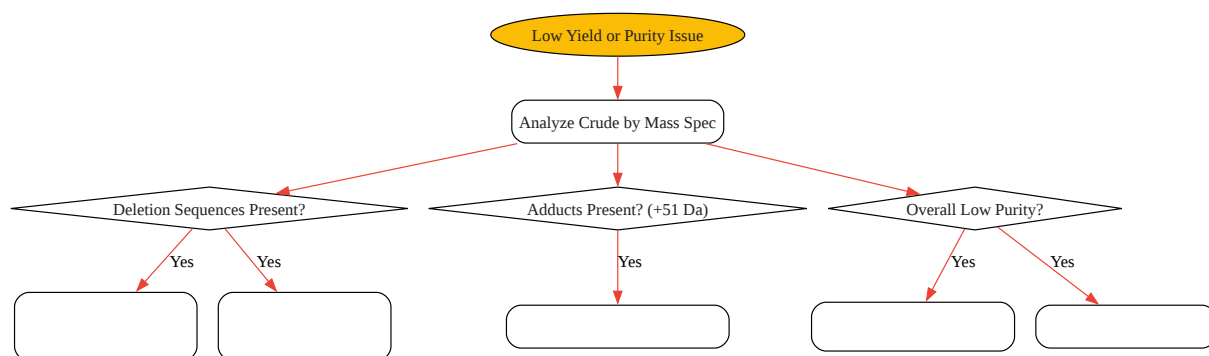 Low Yield or Purity Issue
Analyze Crude by Mass Spec
Deletion Sequences Present?
Adducts Present? (+51 Da)
Overall Low Purity?
Yes
Yes
Yes
Yes
Yes